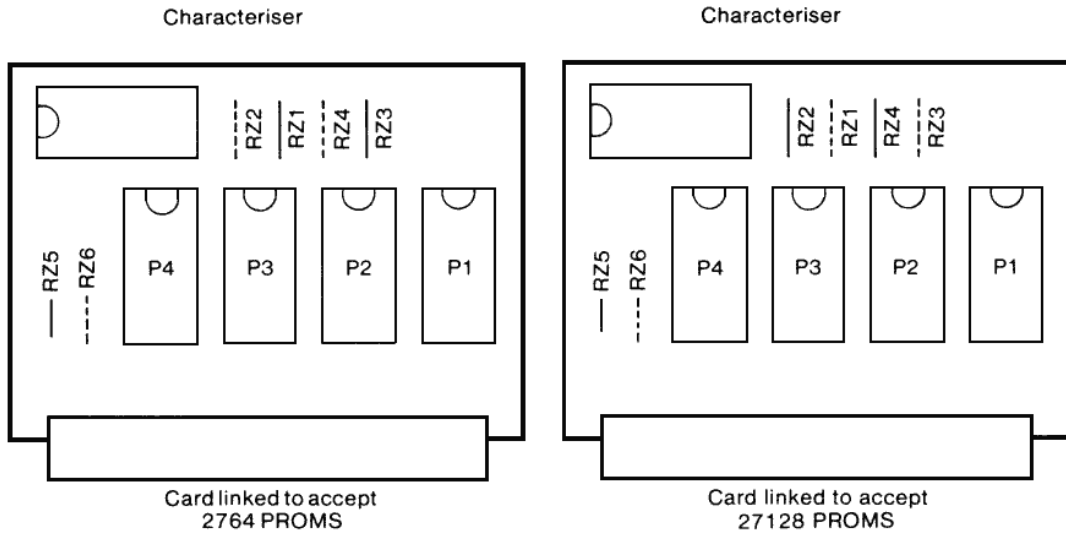 Characteriser
RZ2
RZ1
RZ4
RZ3
RZ5
RZ6
P4
P3
P2
P1
Card linked to accept
2764 PROMS
Characteriser
RZ2
RZ1
RZ4
RZ3
RZ5
RZ6
P4
P3
P2
P1
Card linked to accept
27128 PROMS